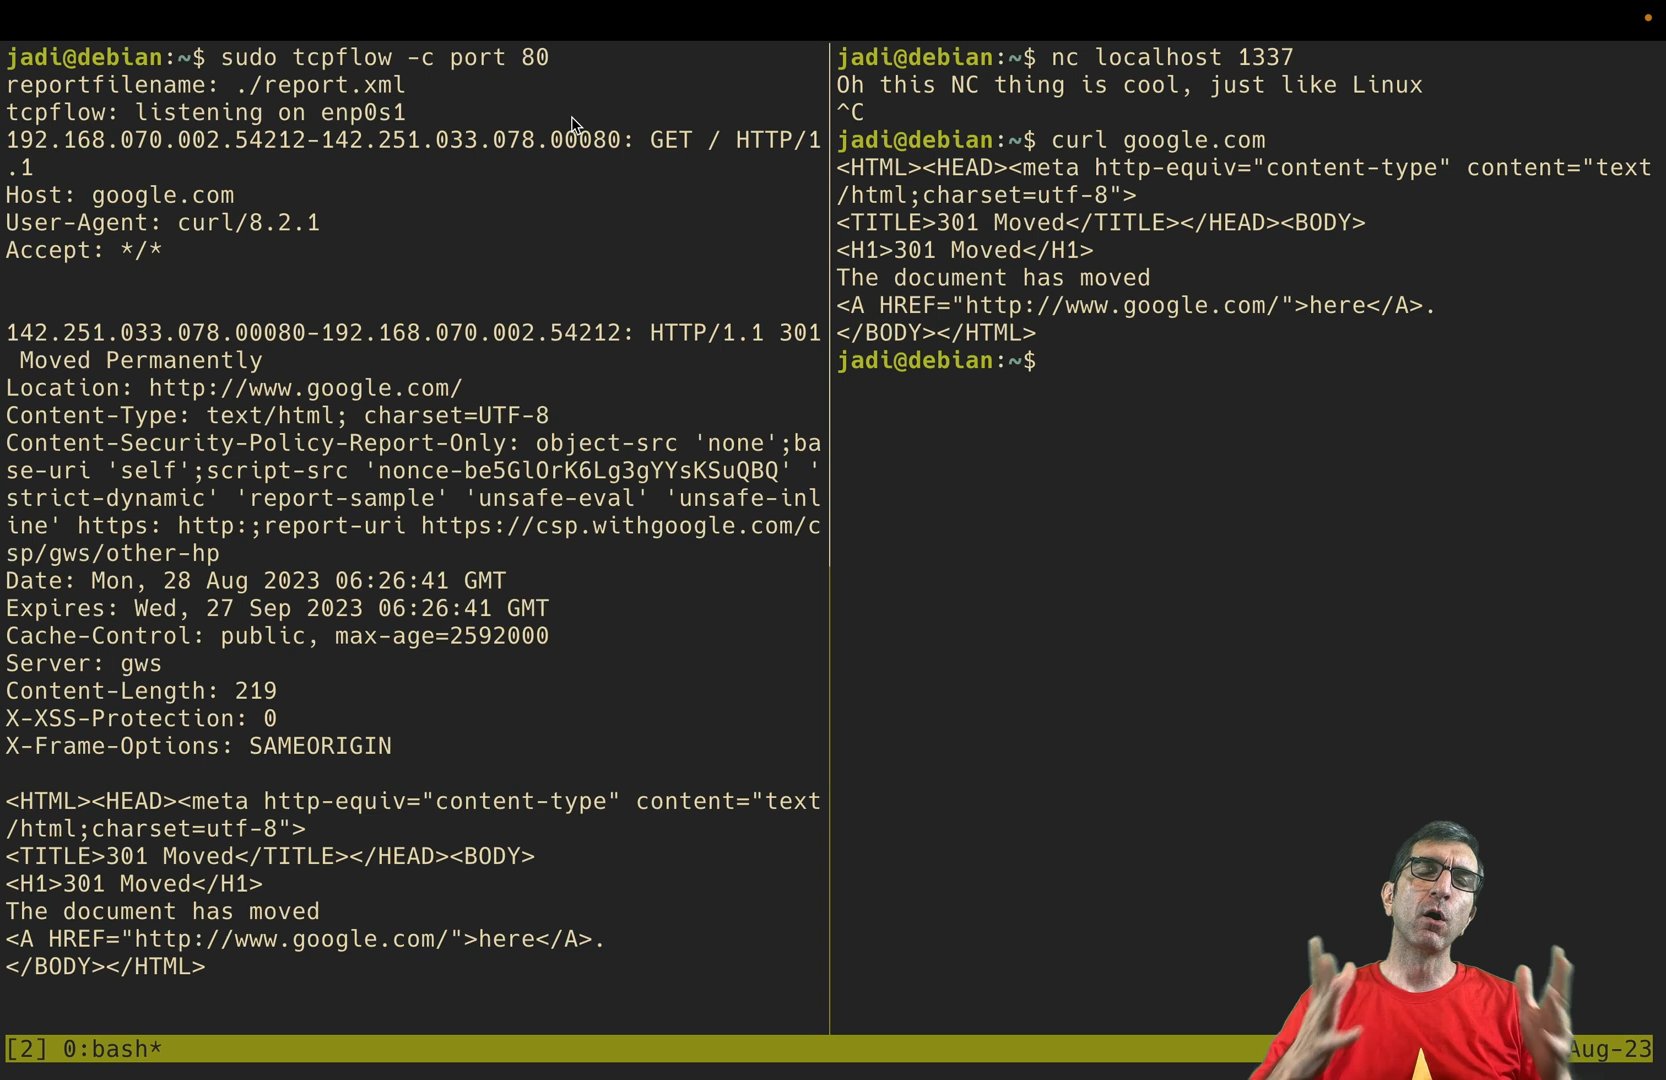 jadi@debian:~$ sudo tcpflow -c port 80
reportfilename: ./report.xml
tcpflow: listening on enp0s1
192.168.070.002.54212-142.251.033.078.00080: GET / HTTP/1
.1
Host: google.com
User-Agent: curl/8.2.1
Accept: */*
142.251.033.078.00080-192.168.070.002.54212: HTTP/1.1 301
 Moved Permanently
Location: http://www.google.com/
Content-Type: text/html; charset=UTF-8
Content-Security-Policy-Report-Only: object-src 'none';ba
se-uri 'self';script-src 'nonce-be5GlOrK6Lg3gYYsKSuQBQ' '
strict-dynamic' 'report-sample' 'unsafe-eval' 'unsafe-inl
ine' https: http:;report-uri https://csp.withgoogle.com/c
sp/gws/other-hp
Date: Mon, 28 Aug 2023 06:26:41 GMT
Expires: Wed, 27 Sep 2023 06:26:41 GMT
Cache-Control: public, max-age=2592000
Server: gws
Content-Length: 219
X-XSS-Protection: 0
X-Frame-Options: SAMEORIGIN
<HTML><HEAD><meta http-equiv="content-type" content="text
/html;charset=utf-8">
<TITLE>301 Moved</TITLE></HEAD><BODY>
<H1>301 Moved</H1>
The document has moved
<A HREF="http://www.google.com/">here</A>.
</BODY></HTML>
jadi@debian:~$ nc localhost 1337
Oh this NC thing is cool, just like Linux
^C
jadi@debian:~$ curl google.com
<HTML><HEAD><meta http-equiv="content-type" content="text
/html;charset=utf-8">
<TITLE>301 Moved</TITLE></HEAD><BODY>
<H1>301 Moved</H1>
The document has moved
<A HREF="http://www.google.com/">here</A>.
</BODY></HTML>
jadi@debian:~$
[2] 0:bash*
Aug-23